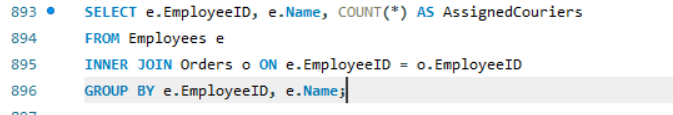 893 SELECT e.EmployeeID, e.Name, COUNT(*) AS AssignedCouriers
894 FROM Employees e
895 INNER JOIN Orders o ON e.EmployeeID = o.EmployeeID
896 GROUP BY e.EmployeeID, e.Name;